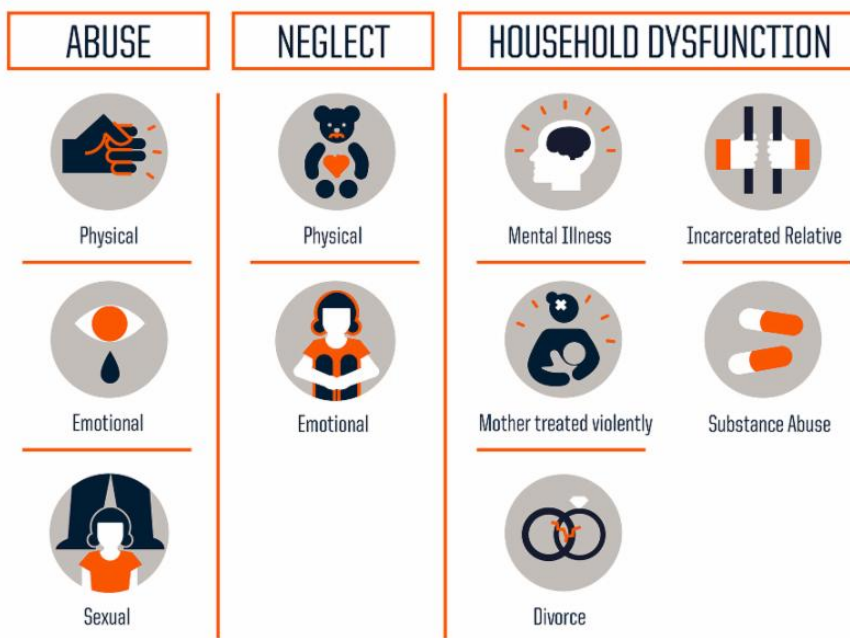 ABUSE
Physical
Emotional
Sexual
NEGLECT
Physical
Emotional
HOUSEHOLD DYSFUNCTION
Mental Illness
Incarcerated Relative
Mother treated violently
Substance Abuse
Divorce